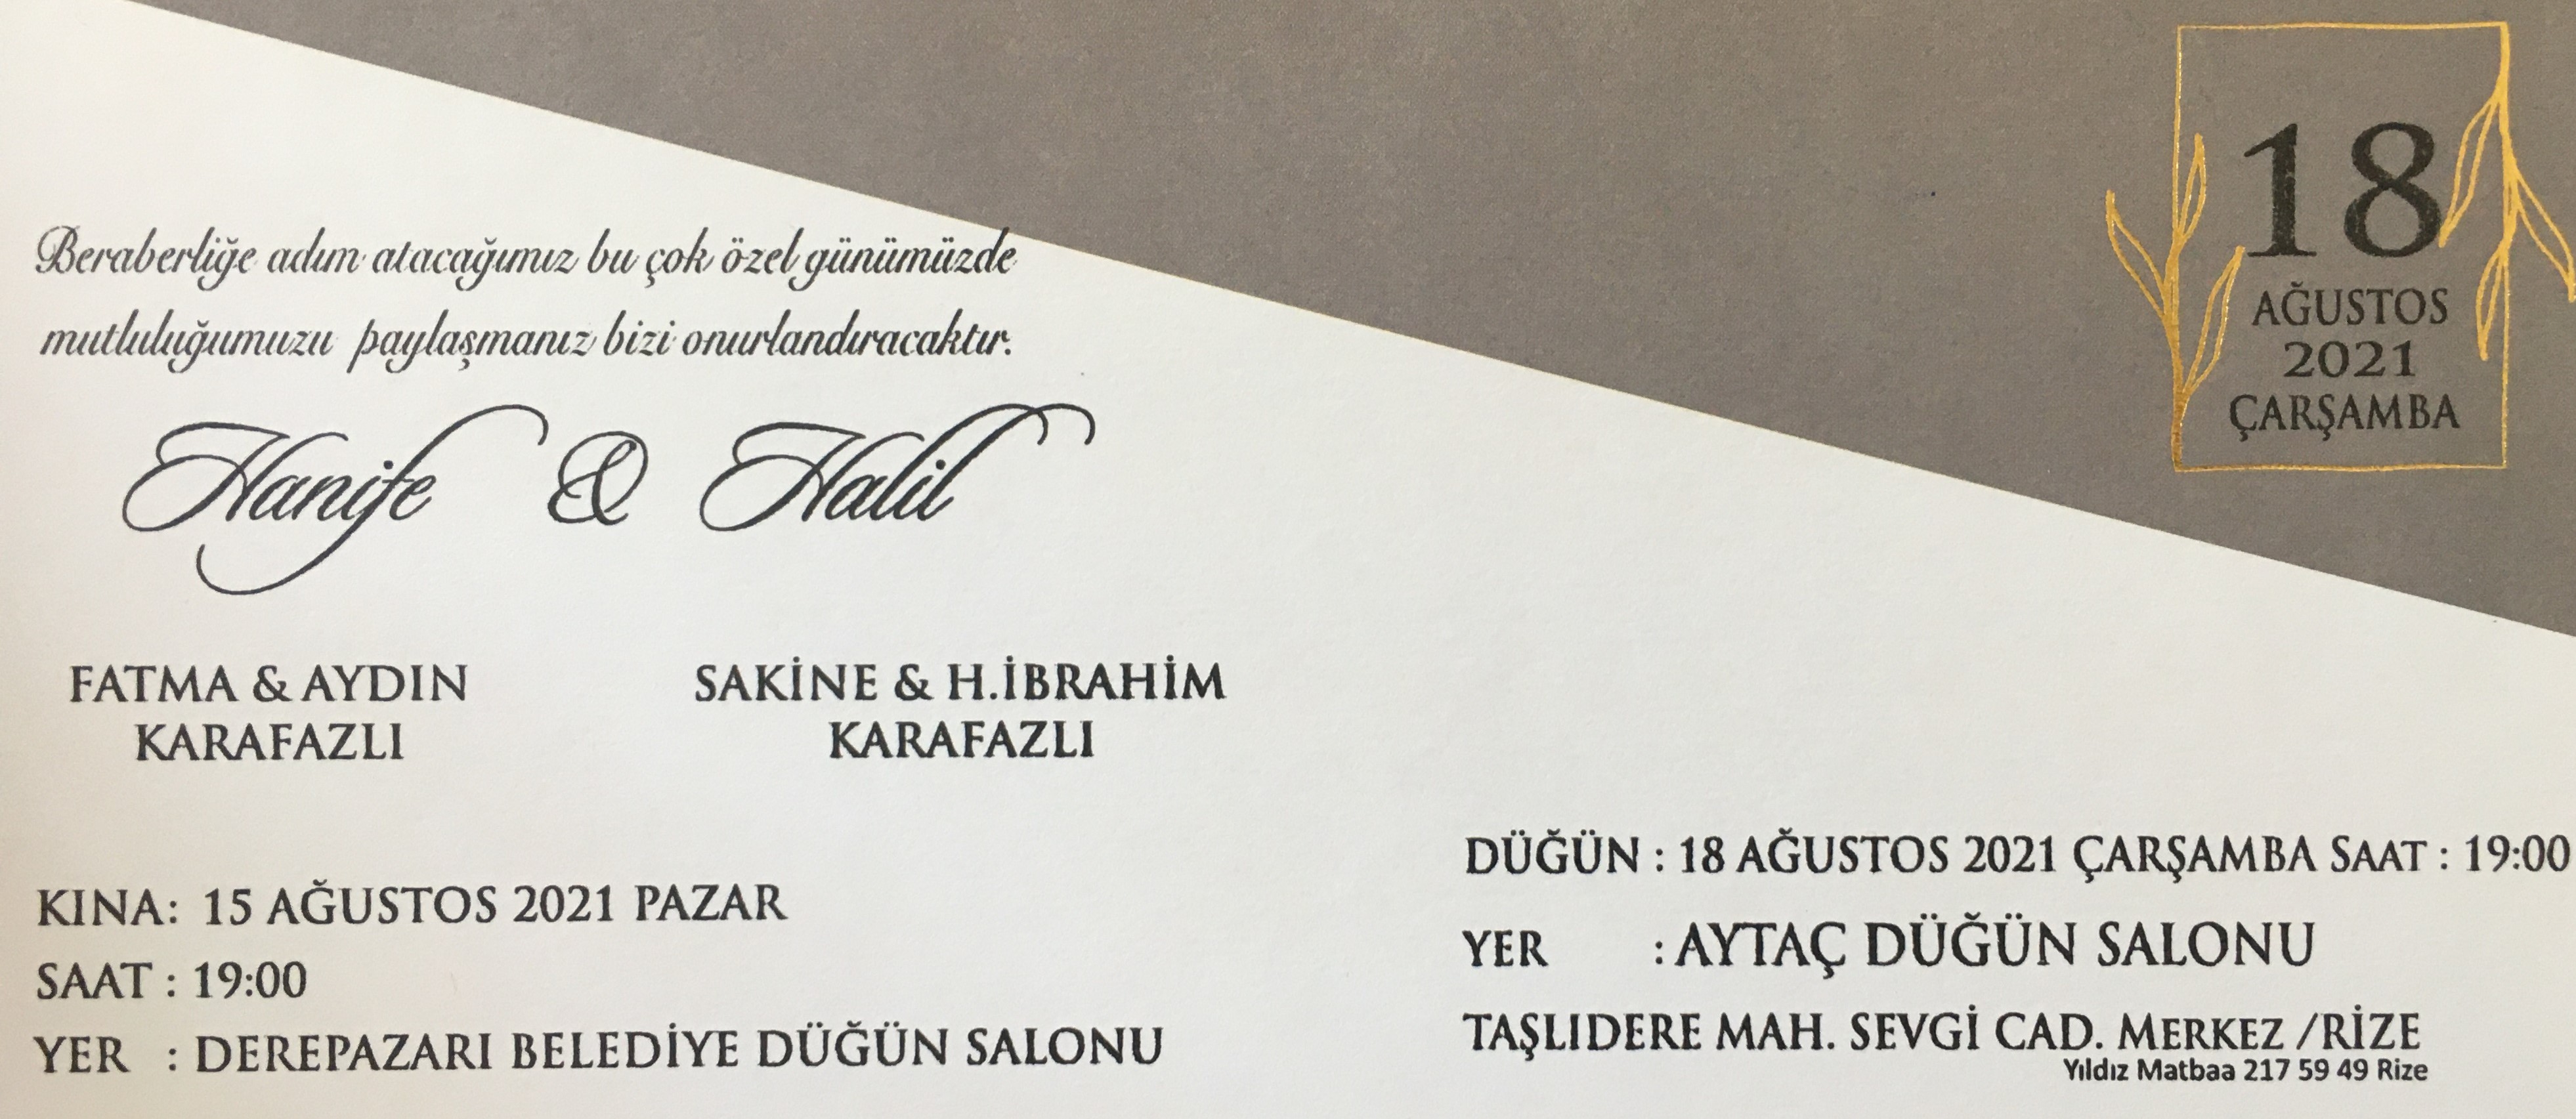 18
AĞUSTOS
2021
ÇARŞAMBA
Beraberliğe adım atacağımız bu çok özel günümüzde
mutluluğumuzu paylaşmanız bizi onurlandıracaktır.
Hanife & Halil
FATMA & AYDIN
KARAFAZLI
SAKİNE & H.İBRAHİM
KARAFAZLI
KINA: 15 AĞUSTOS 2021 PAZAR
SAAT : 19:00
YER : DEREPAZARI BELEDİYE DÜĞÜN SALONU
DÜĞÜN : 18 AĞUSTOS 2021 ÇARŞAMBA SAAT : 19:00
YER : AYTAÇ DÜĞÜN SALONU
TAŞLIDERE MAH. SEVGİ CAD. MERKEZ /RİZE
Yıldız Matbaa 217 59 49 Rize